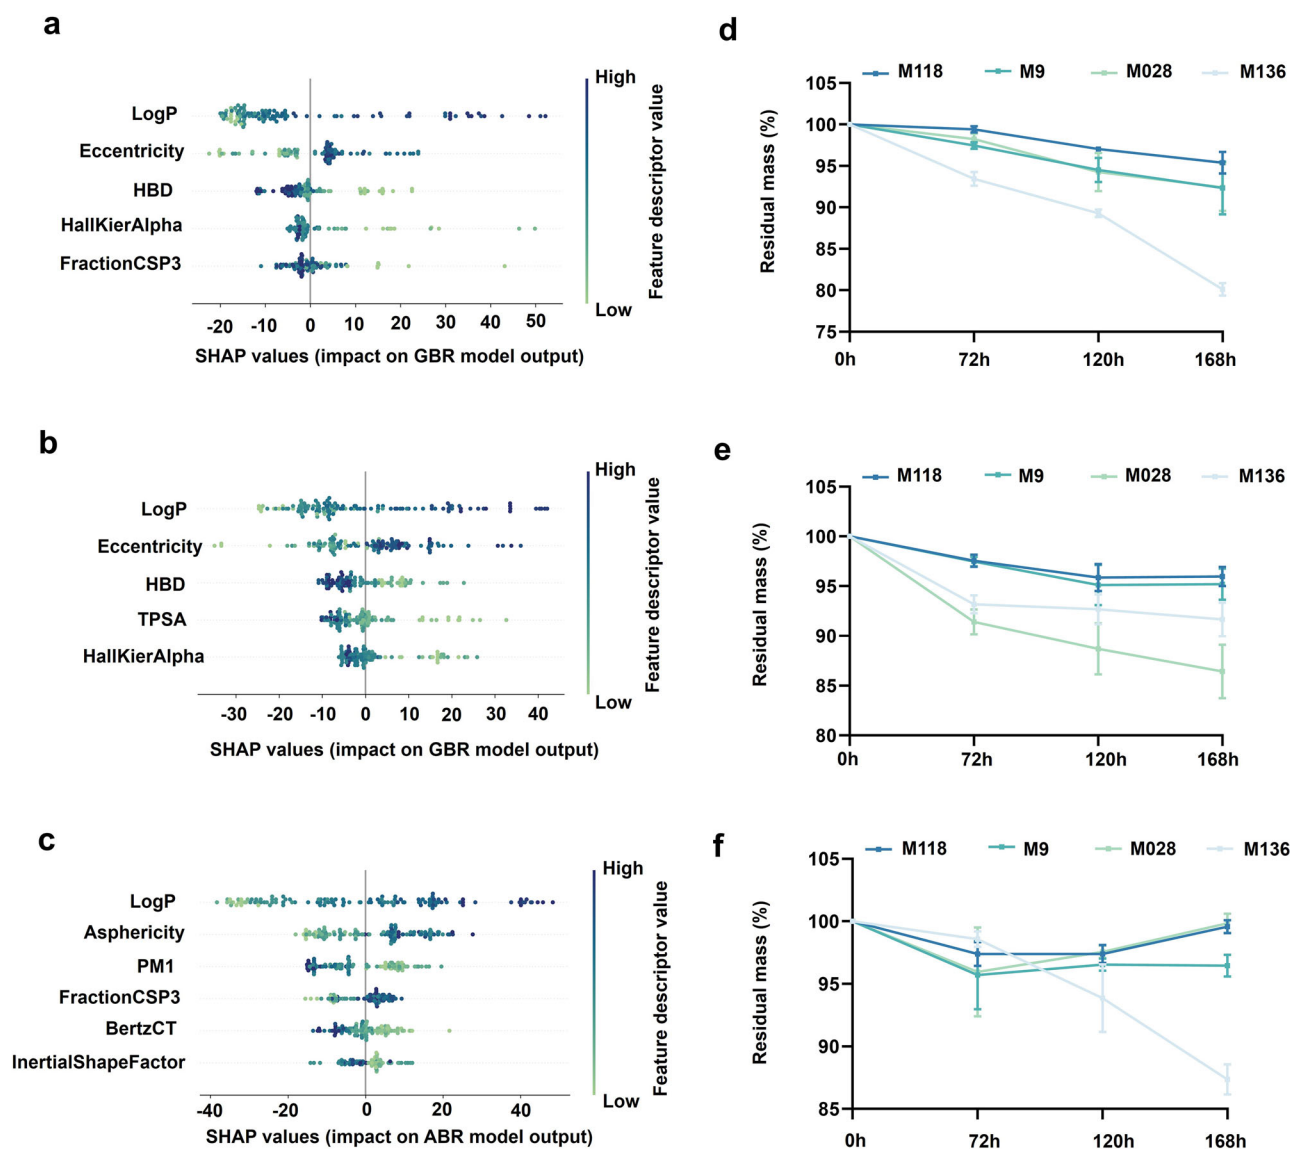 a
High
LogP
Eccentricity
HBD
HallKierAlpha
FractionCSP3
Low
Feature descriptor value
-20 -10 0 10 20 30 40 50
SHAP values (impact on GBR model output)
b
High
LogP
Eccentricity
HBD
TPSA
HallKierAlpha
Low
Feature descriptor value
-30 -20 -10 0 10 20 30 40
SHAP values (impact on GBR model output)
c
High
LogP
Asphericity
PM1
FractionCSP3
BertzCT
InertialShapeFactor
Low
Feature descriptor value
-40 -20 0 20 40
SHAP values (impact on ABR model output)
d
M118 M9 M028 M136
105
100
95
90
85
80
75
Residual mass (%)
0h 72h 120h 168h
e
M118 M9 M028 M136
105
100
95
90
85
80
Residual mass (%)
0h 72h 120h 168h
f
M118 M9 M028 M136
105
100
95
90
85
Residual mass (%)
0h 72h 120h 168h